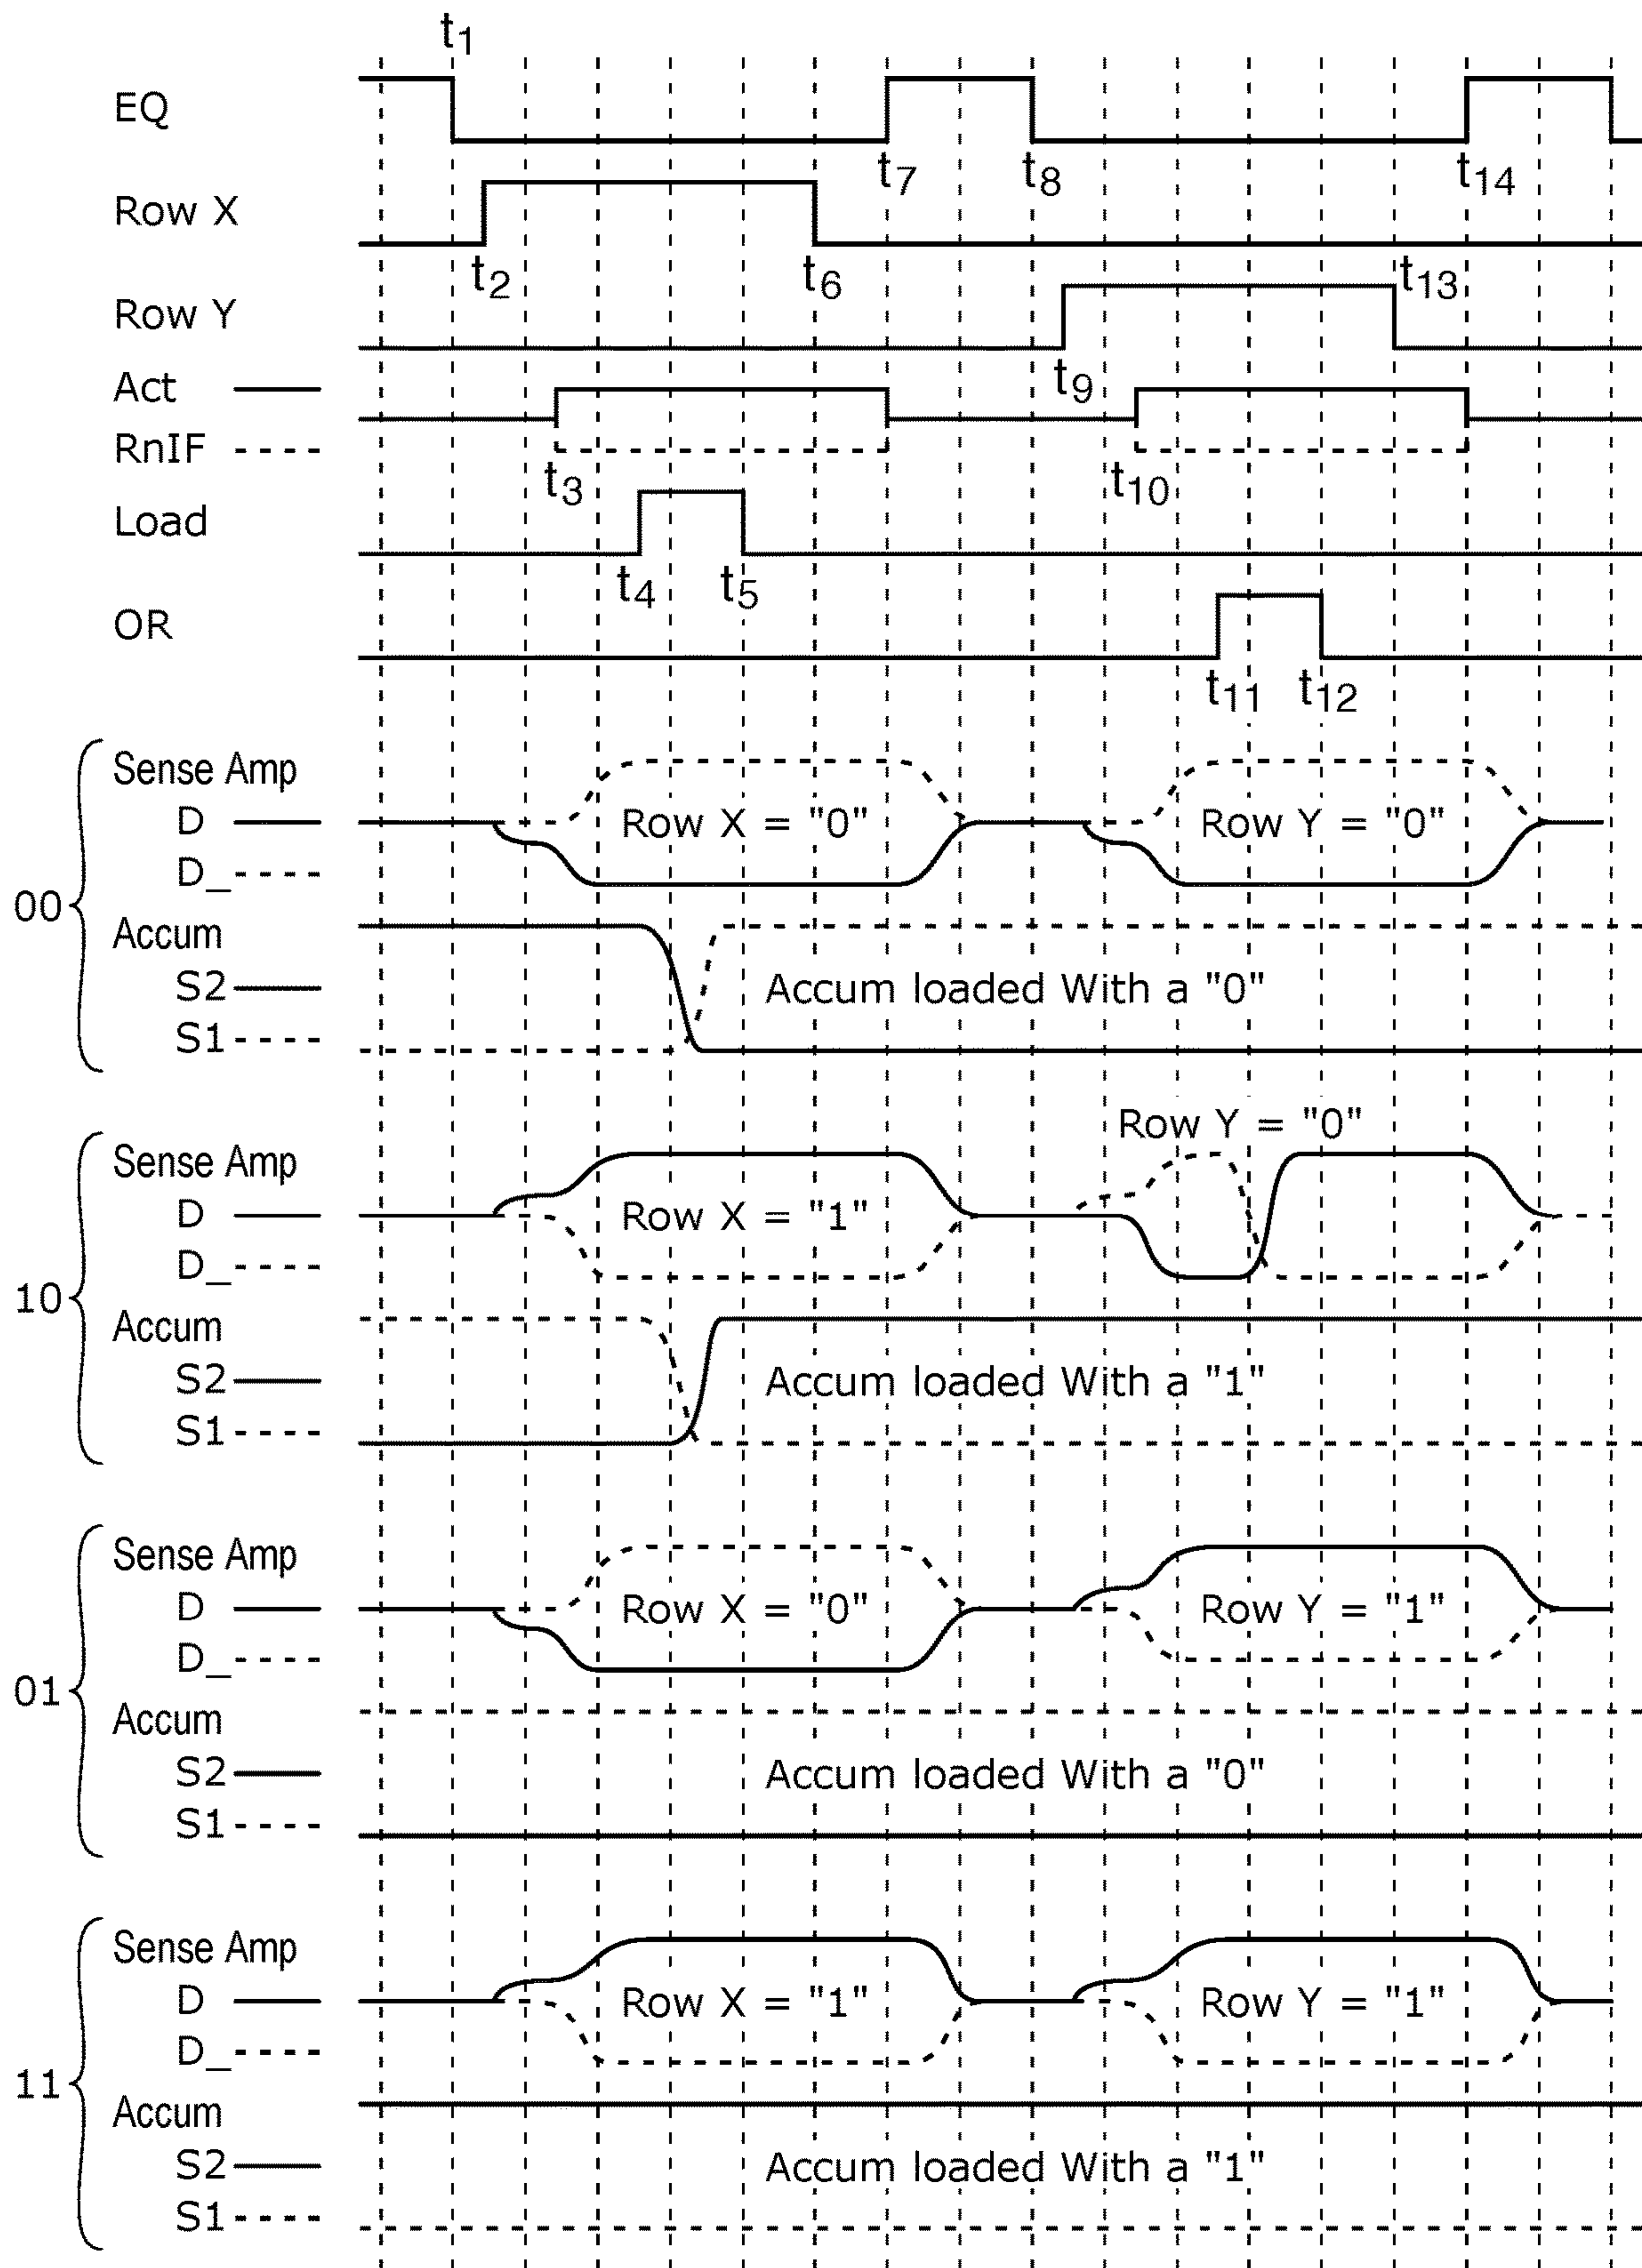 t1
EQ
t7 t8 t14
Row X
t2 t6 t13
Row Y
t9
Act
RnIF
t3 t10
Load
t4 t5
OR
t11 t12
00
Sense Amp
D Row X = "0" Row Y = "0"
D_
Accum
S2 Accum loaded With a "0"
S1
Row Y = "0"
10
Sense Amp
D Row X = "1"
D_
Accum
S2 Accum loaded With a "1"
S1
01
Sense Amp
D Row X = "0" Row Y = "1"
D_
Accum
S2 Accum loaded With a "0"
S1
11
Sense Amp
D Row X = "1" Row Y = "1"
D_
Accum
S2 Accum loaded With a "1"
S1